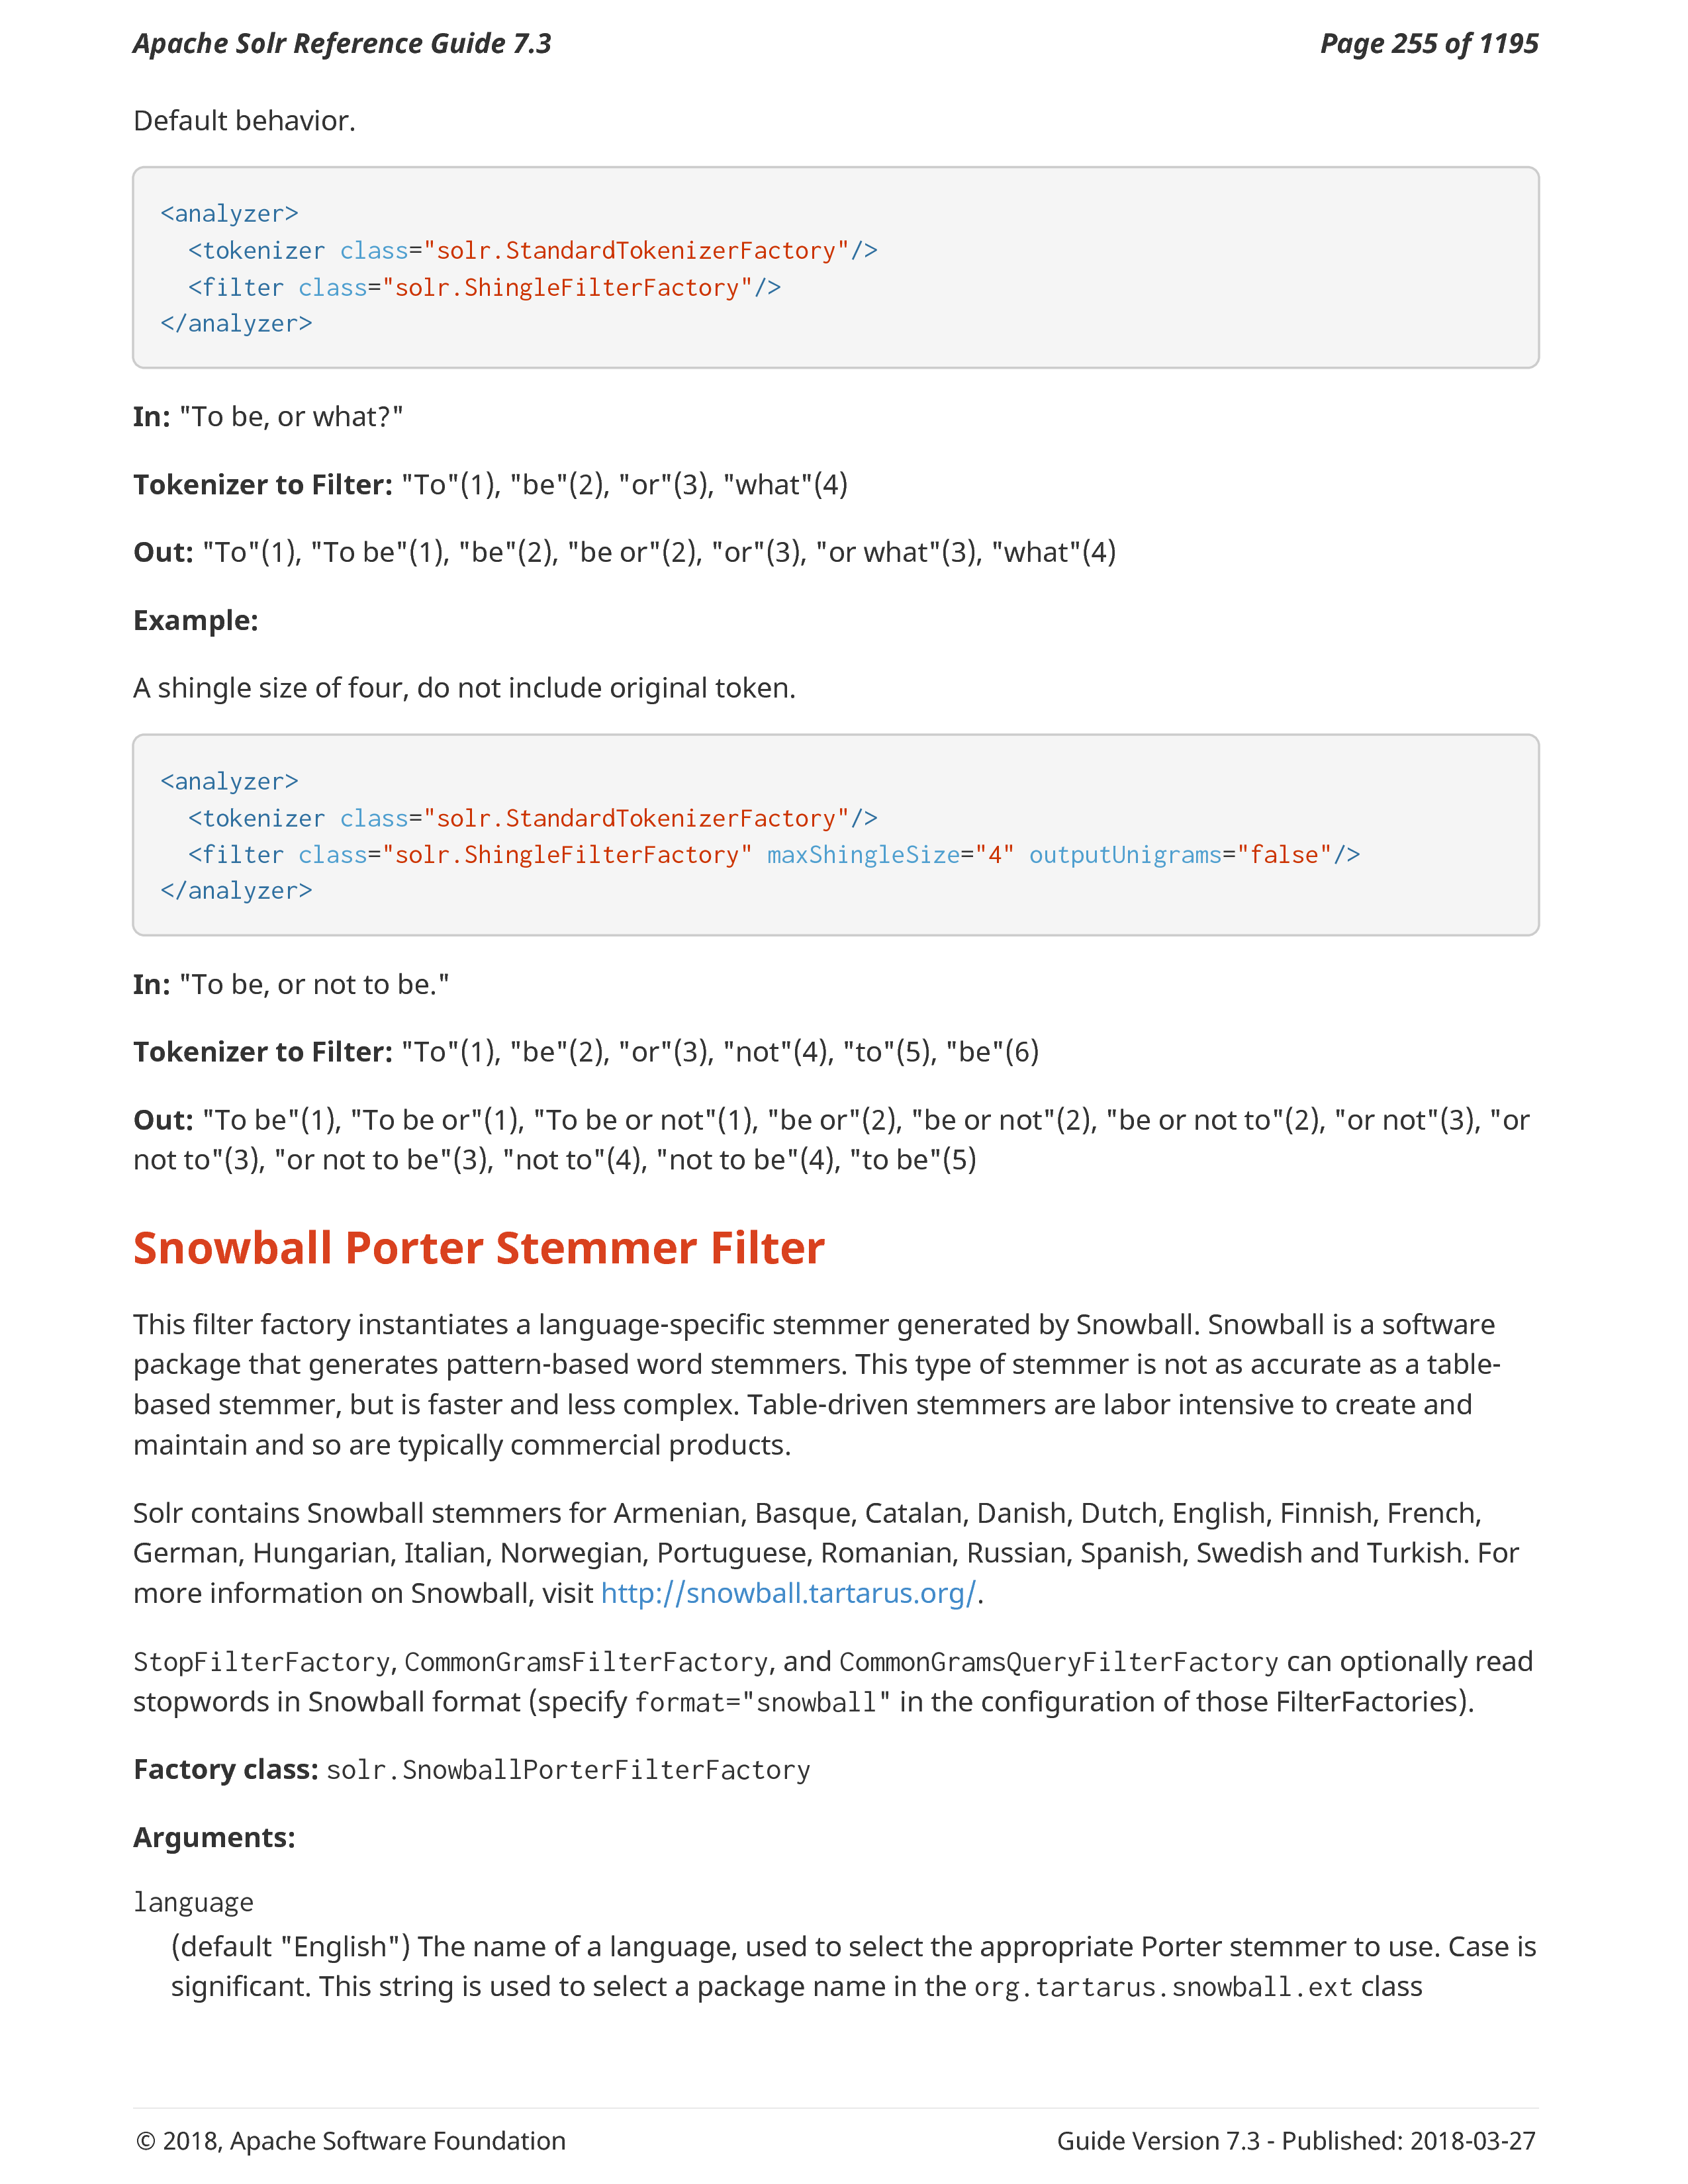 Apache Solr Reference Guide 7.3 Page 255 of 1195
Default behavior.
<analyzer>
  <tokenizer class="solr.StandardTokenizerFactory"/>
  <filter class="solr.ShingleFilterFactory"/>
</analyzer>
In: "To be, or what?"
Tokenizer to Filter: "To"(1), "be"(2), "or"(3), "what"(4)
Out: "To"(1), "To be"(1), "be"(2), "be or"(2), "or"(3), "or what"(3), "what"(4)
Example:
A shingle size of four, do not include original token.
<analyzer>
  <tokenizer class="solr.StandardTokenizerFactory"/>
  <filter class="solr.ShingleFilterFactory" maxShingleSize="4" outputUnigrams="false"/>
</analyzer>
In: "To be, or not to be."
Tokenizer to Filter: "To"(1), "be"(2), "or"(3), "not"(4), "to"(5), "be"(6)
Out: "To be"(1), "To be or"(1), "To be or not"(1), "be or"(2), "be or not"(2), "be or not to"(2), "or not"(3), "or
not to"(3), "or not to be"(3), "not to"(4), "not to be"(4), "to be"(5)
Snowball Porter Stemmer Filter
This filter factory instantiates a language-specific stemmer generated by Snowball. Snowball is a software
package that generates pattern-based word stemmers. This type of stemmer is not as accurate as a table-
based stemmer, but is faster and less complex. Table-driven stemmers are labor intensive to create and
maintain and so are typically commercial products.
Solr contains Snowball stemmers for Armenian, Basque, Catalan, Danish, Dutch, English, Finnish, French,
German, Hungarian, Italian, Norwegian, Portuguese, Romanian, Russian, Spanish, Swedish and Turkish. For
more information on Snowball, visit http://snowball.tartarus.org/.
StopFilterFactory, CommonGramsFilterFactory, and CommonGramsQueryFilterFactory can optionally read
stopwords in Snowball format (specify format="snowball" in the configuration of those FilterFactories).
Factory class: solr.SnowballPorterFilterFactory
Arguments:
language
(default "English") The name of a language, used to select the appropriate Porter stemmer to use. Case is
significant. This string is used to select a package name in the org.tartarus.snowball.ext class
© 2018, Apache Software Foundation Guide Version 7.3 - Published: 2018-03-27